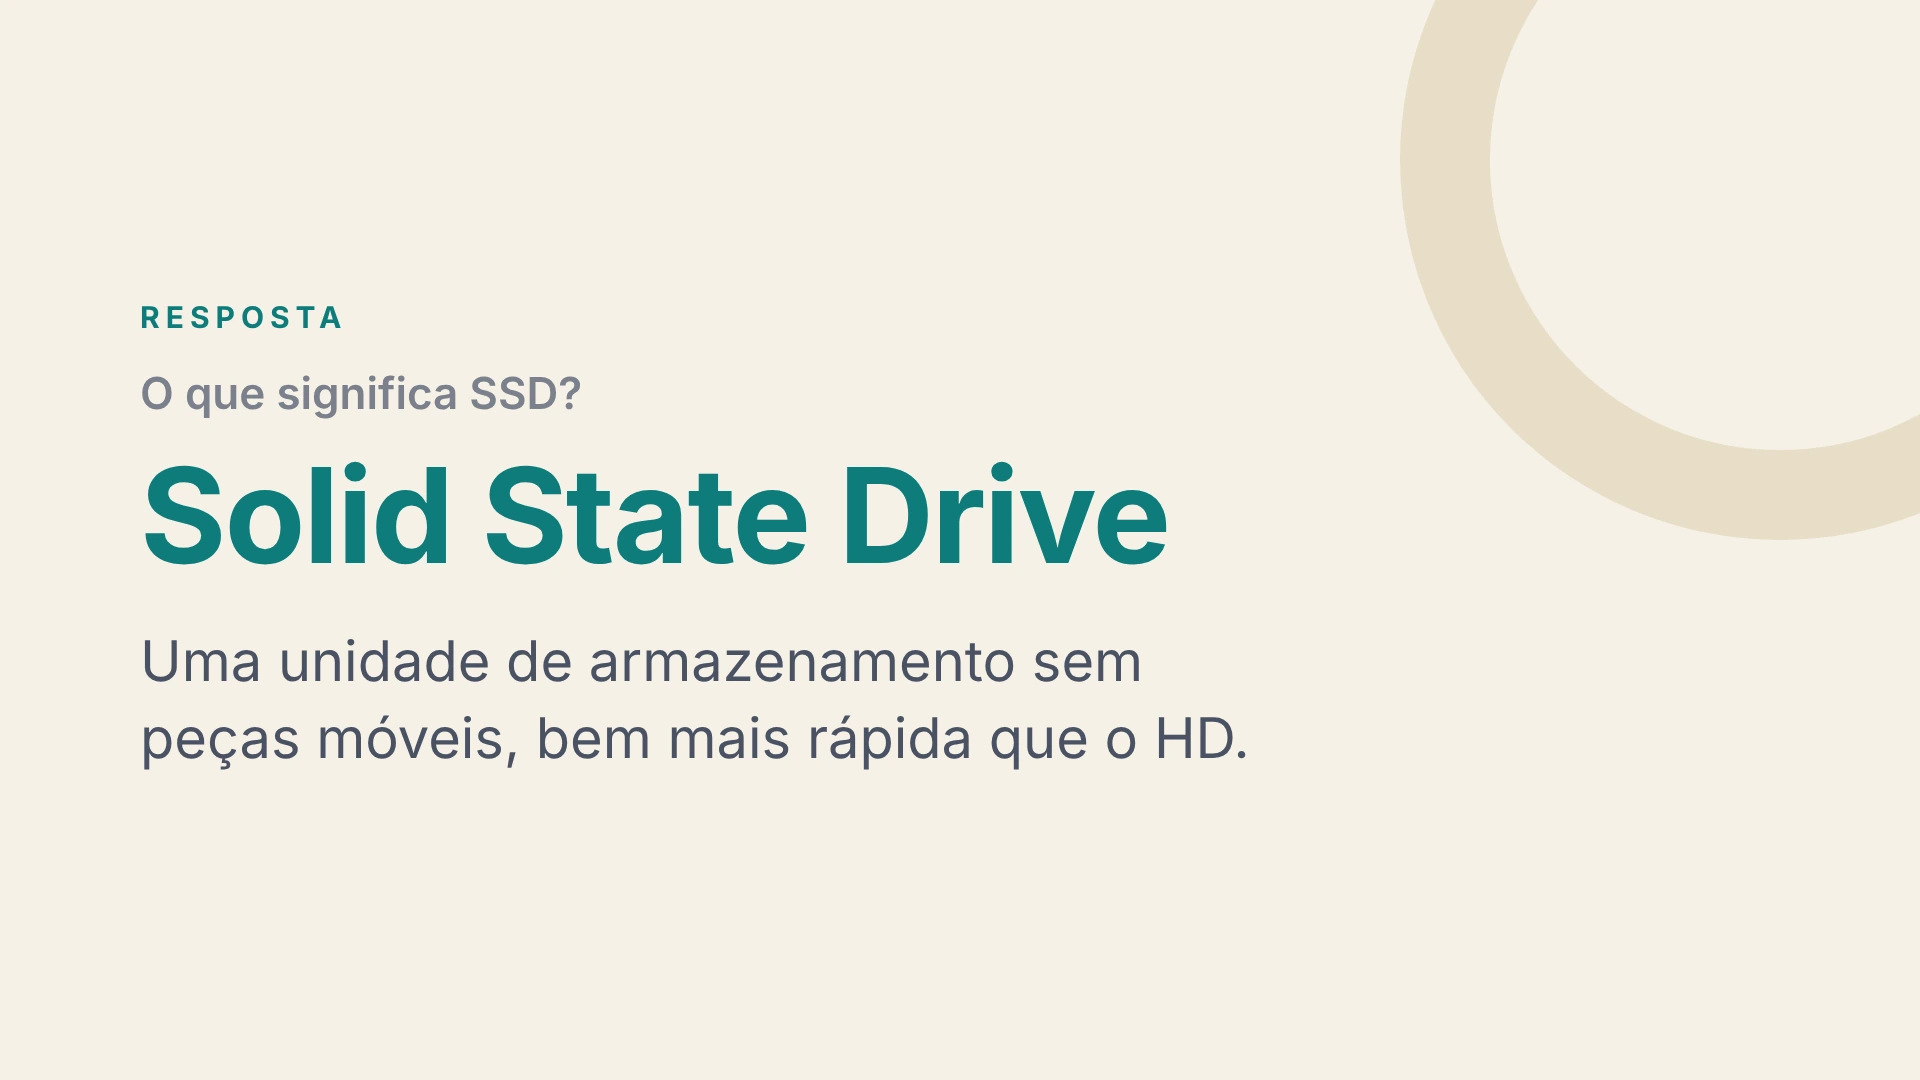 RESPOSTA
O que significa SSD?
Solid State Drive
Uma unidade de armazenamento sem
peças móveis, bem mais rápida que o HD.